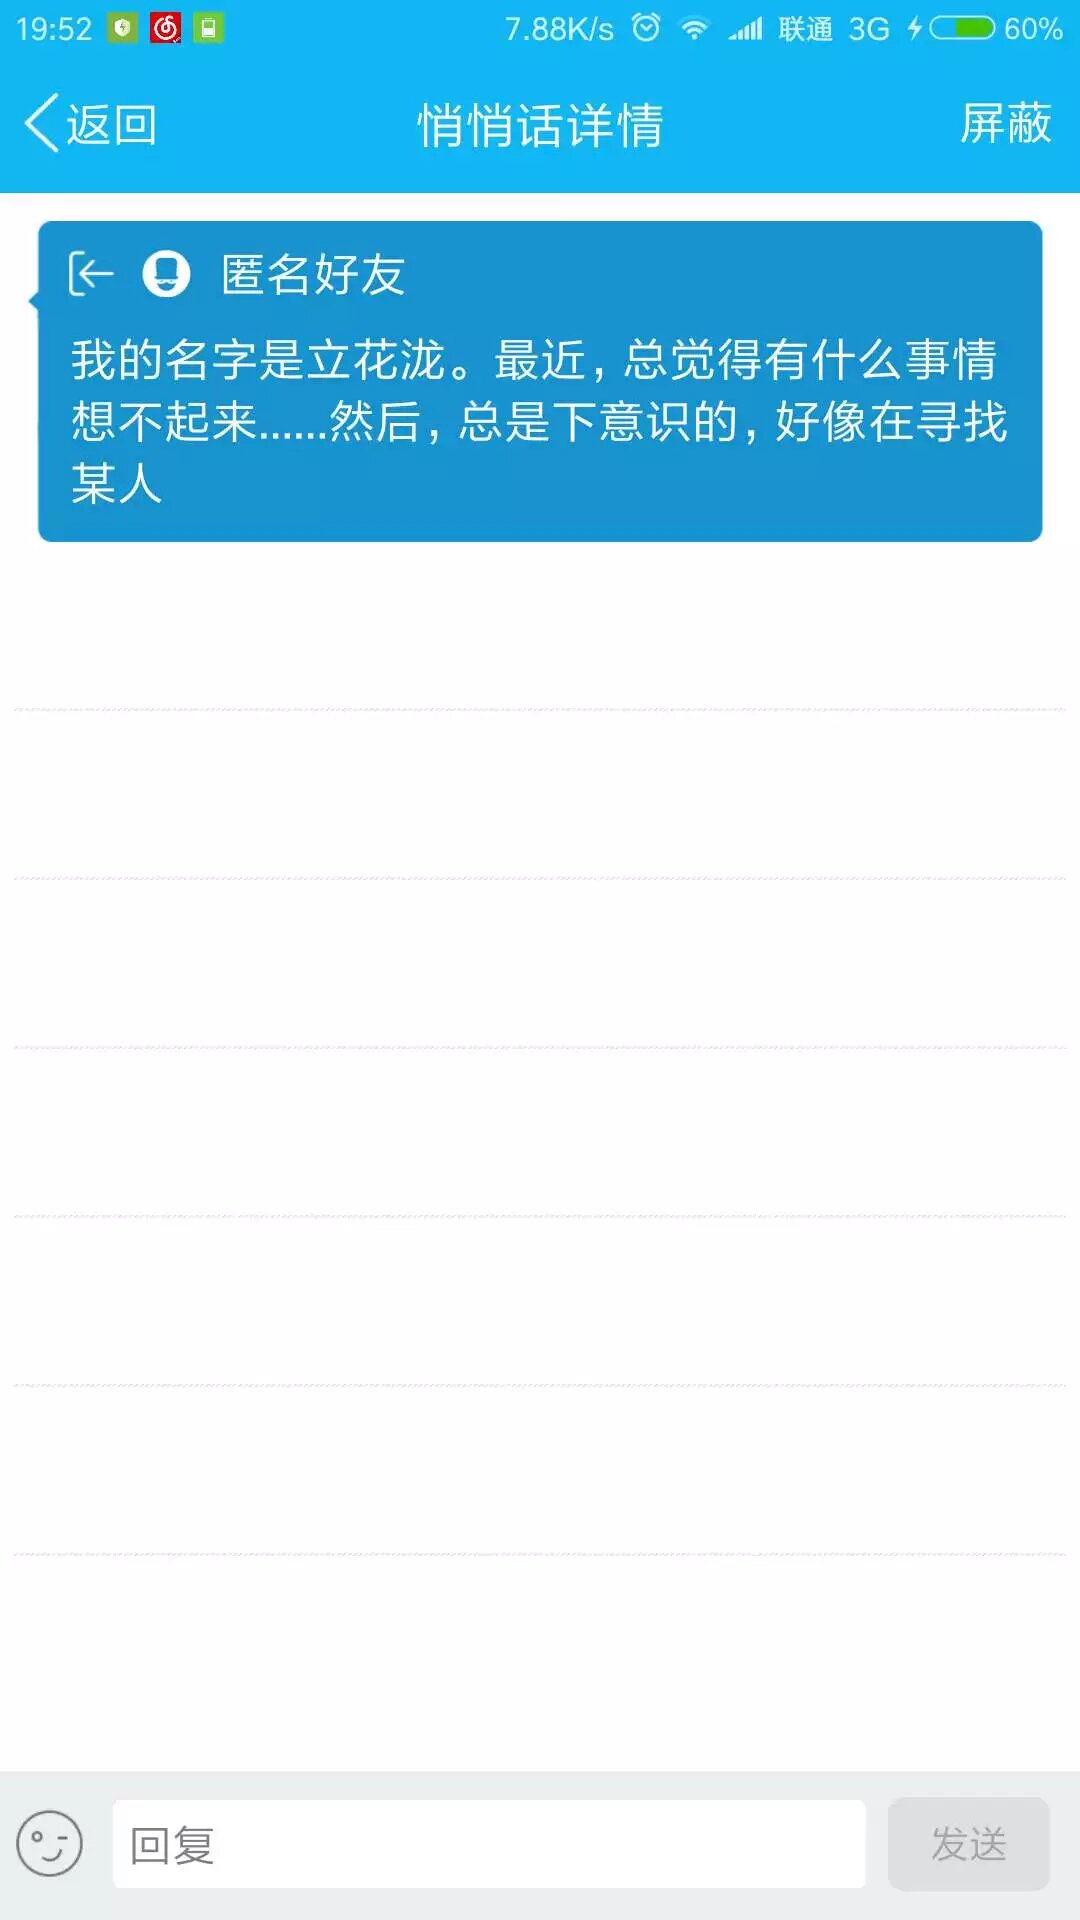 19:52 7.88K/s 联通 3G 60%
返回 悄悄话详情 屏蔽
匿名好友
我的名字是立花泷。最近,总觉得有什么事情
想不起来......然后,总是下意识的,好像在寻找
某人
回复 发送